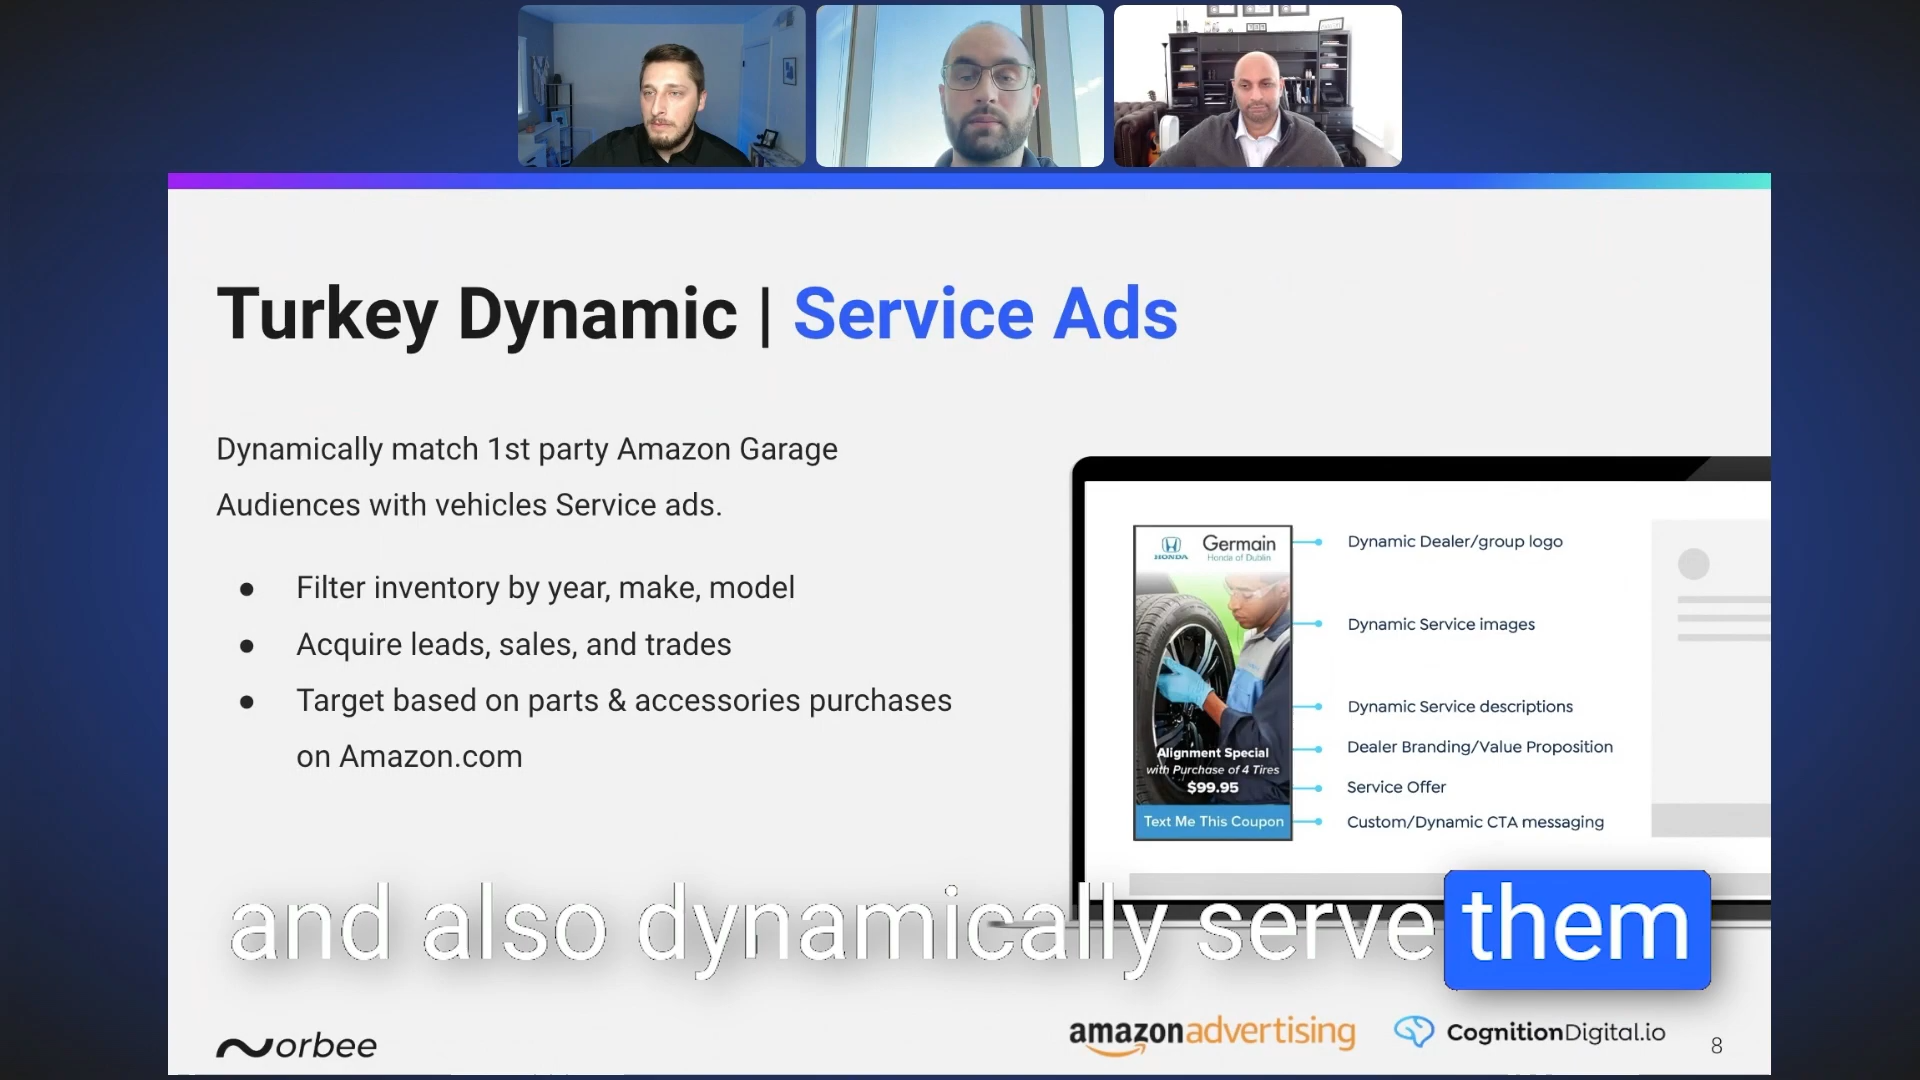 Turkey Dynamic | Service Ads
Dynamically match 1st party Amazon Garage
Audiences with vehicles Service ads.
● Filter inventory by year, make, model
● Acquire leads, sales, and trades
● Target based on parts & accessories purchases
on Amazon.com
HONDA
Germain
Honda of Dublin
Alignment Special
with Purchase of 4 Tires
$99.95
Text Me This Coupon
Dynamic Dealer/group logo
Dynamic Service images
Dynamic Service descriptions
Dealer Branding/Value Proposition
Service Offer
Custom/Dynamic CTA messaging
and also dynamically serve them
orbee
amazonadvertising
CognitionDigital.io
8